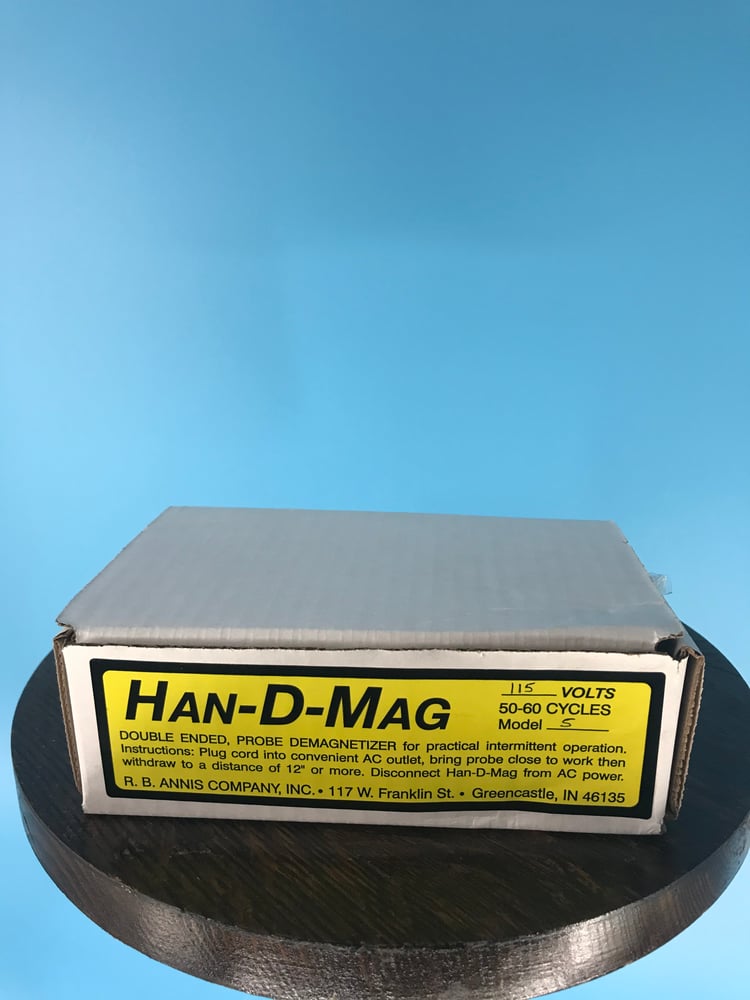 HAN-D-MAG
115 VOLTS
50-60 CYCLES
Model 5
DOUBLE ENDED, PROBE DEMAGNETIZER for practical intermittent operation.
Instructions: Plug cord into convenient AC outlet, bring probe close to work then
withdraw to a distance of 12" or more. Disconnect Han-D-Mag from AC power.
R. B. ANNIS COMPANY, INC. • 117 W. Franklin St. • Greencastle, IN 46135